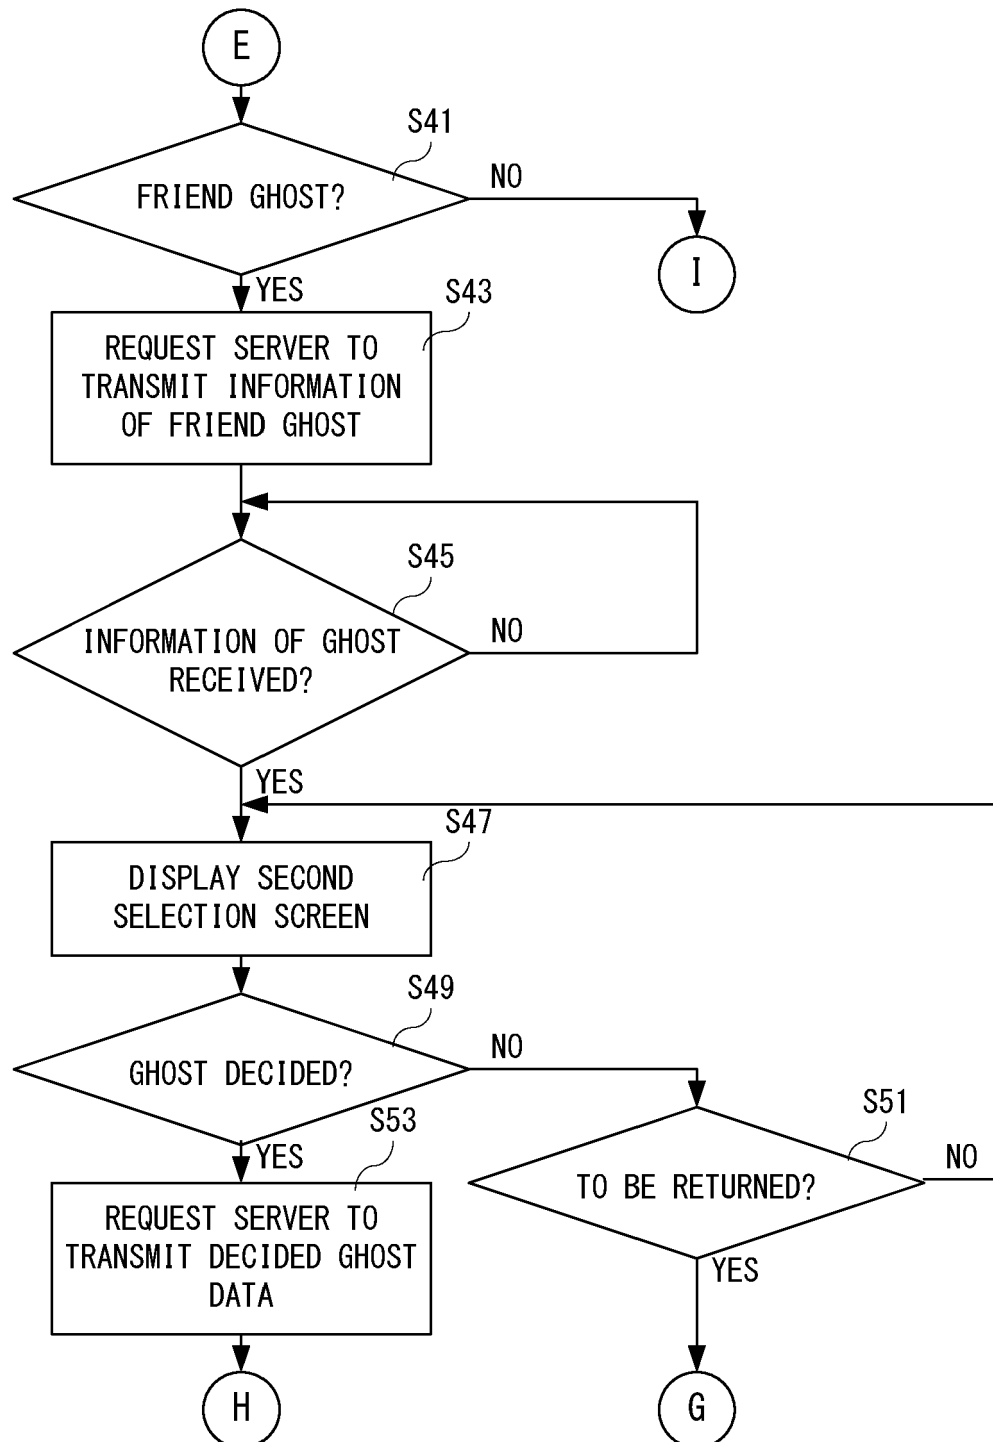 E
S41
FRIEND GHOST?
NO
I
YES
S43
REQUEST SERVER TO
TRANSMIT INFORMATION
OF FRIEND GHOST
S45
INFORMATION OF GHOST
RECEIVED?
NO
YES
S47
DISPLAY SECOND
SELECTION SCREEN
S49
GHOST DECIDED?
NO
S51
TO BE RETURNED?
NO
YES
S53
YES
REQUEST SERVER TO
TRANSMIT DECIDED GHOST
DATA
H
G